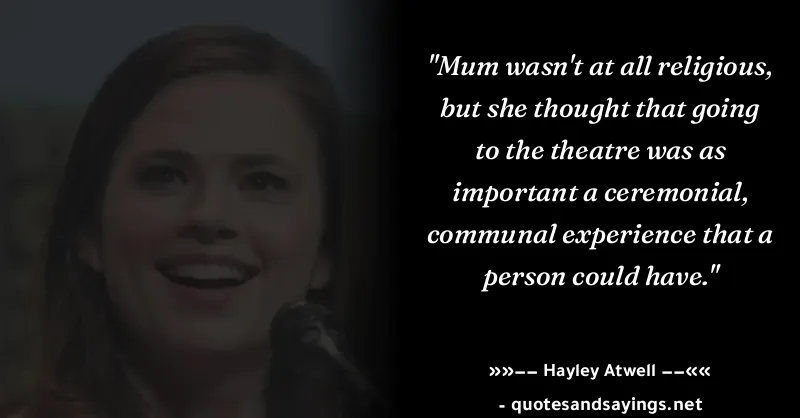 "Mum wasn't at all religious,
but she thought that going
to the theatre was as
important a ceremonial,
communal experience that a
person could have."
»»−− Hayley Atwell −−««
- quotesandsayings.net